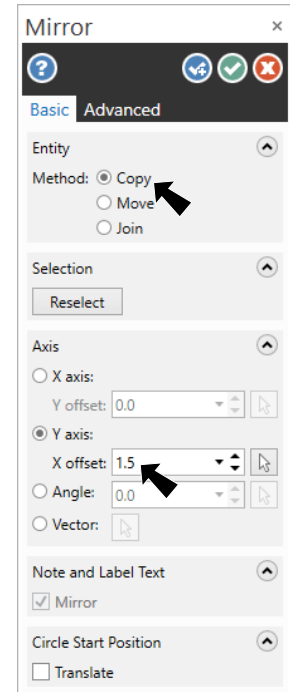 Mirror ×
?
Basic Advanced
Entity
Method: Copy
Move
Join
Selection
Reselect
Axis
X axis:
Y offset: 0.0
Y axis:
X offset: 1.5
Angle: 0.0
Vector:
Note and Label Text
Mirror
Circle Start Position
Translate